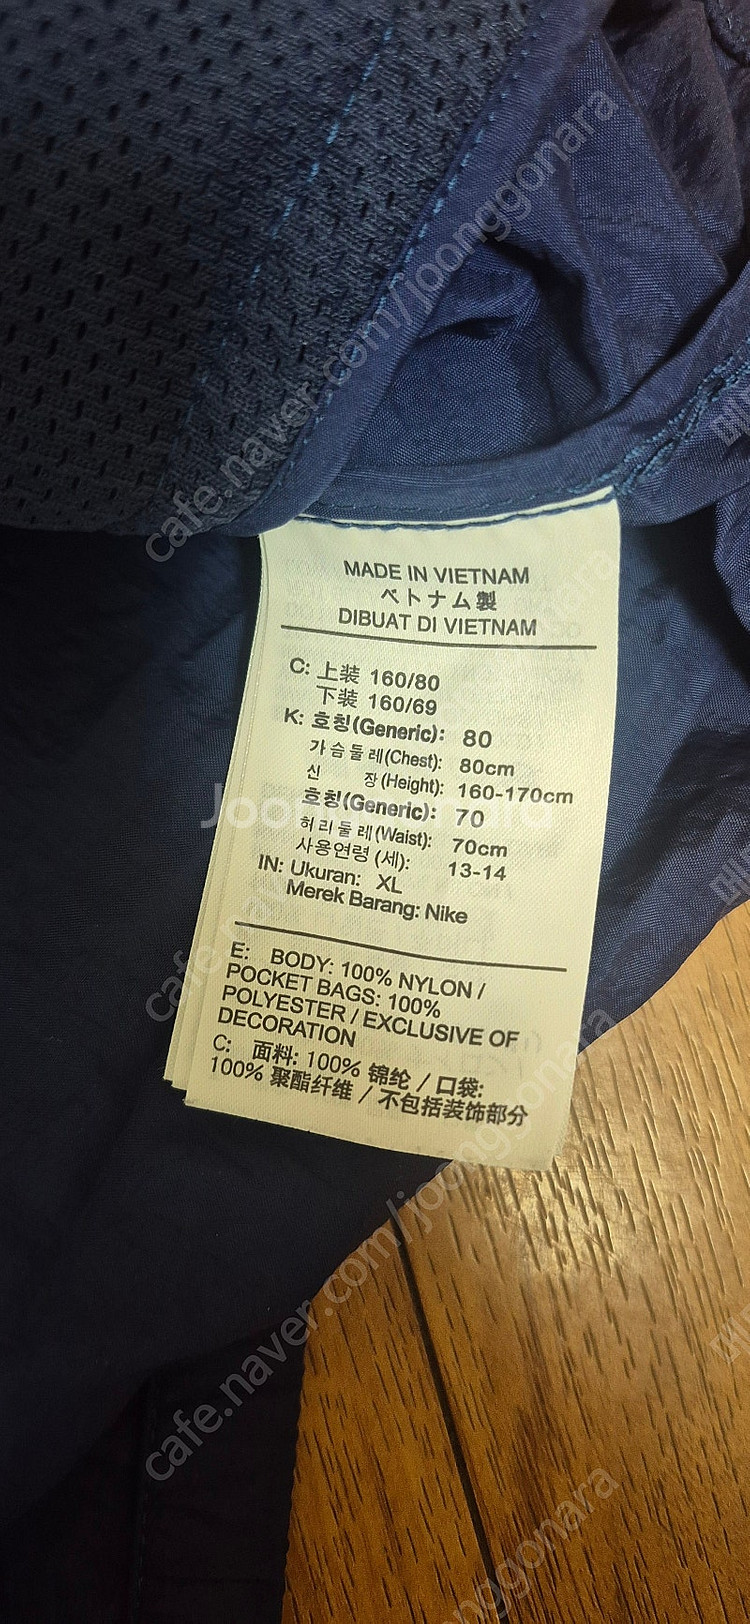 MADE IN VIETNAM
ベトナム製
DIBUAT DI VIETNAM
C: 上装 160/80
下装 160/69
K: 호칭(Generic): 80
가슴둘레(Chest): 80cm
신 장(Height): 160-170cm
호칭(Generic): 70
허리둘레(Waist): 70cm
사용연령 (세): 13-14
IN: Ukuran: XL
Merek Barang: Nike
E: BODY: 100% NYLON /
POCKET BAGS: 100%
POLYESTER / EXCLUSIVE OF
DECORATION
C: 面料: 100% 锦纶 / 口袋:
100% 聚酯纤维 / 不包括装饰部分
cafe.naver.com/joonggonara
Joonggonara
cafe.naver.com/joonggonara
cafe.naver.com/joonggonara